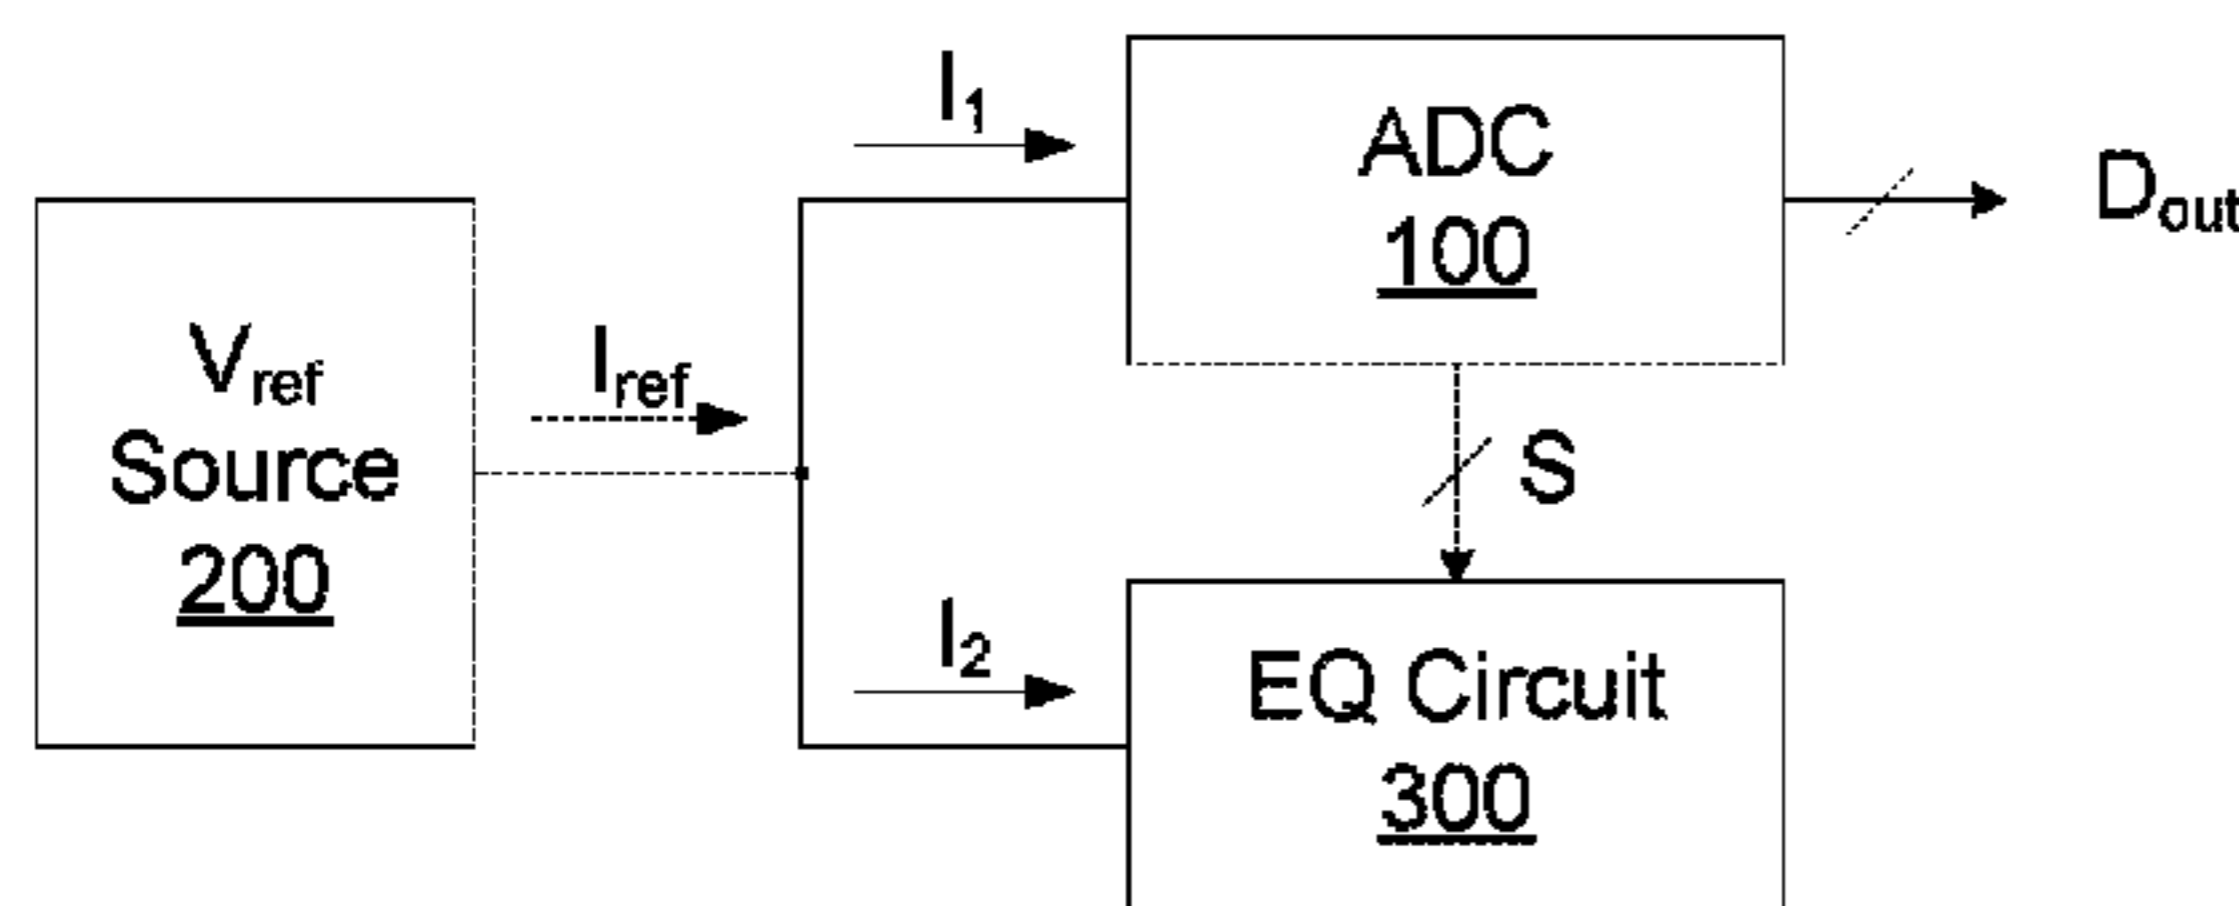 Vref
Source
200
Iref
I1
I2
ADC
100
Dout
S
EQ Circuit
300